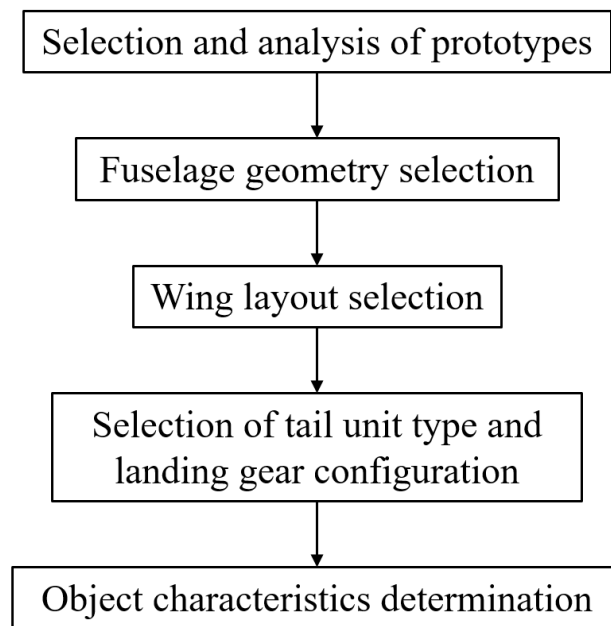 Selection and analysis of prototypes
Fuselage geometry selection
Wing layout selection
Selection of tail unit type and
landing gear configuration
Object characteristics determination